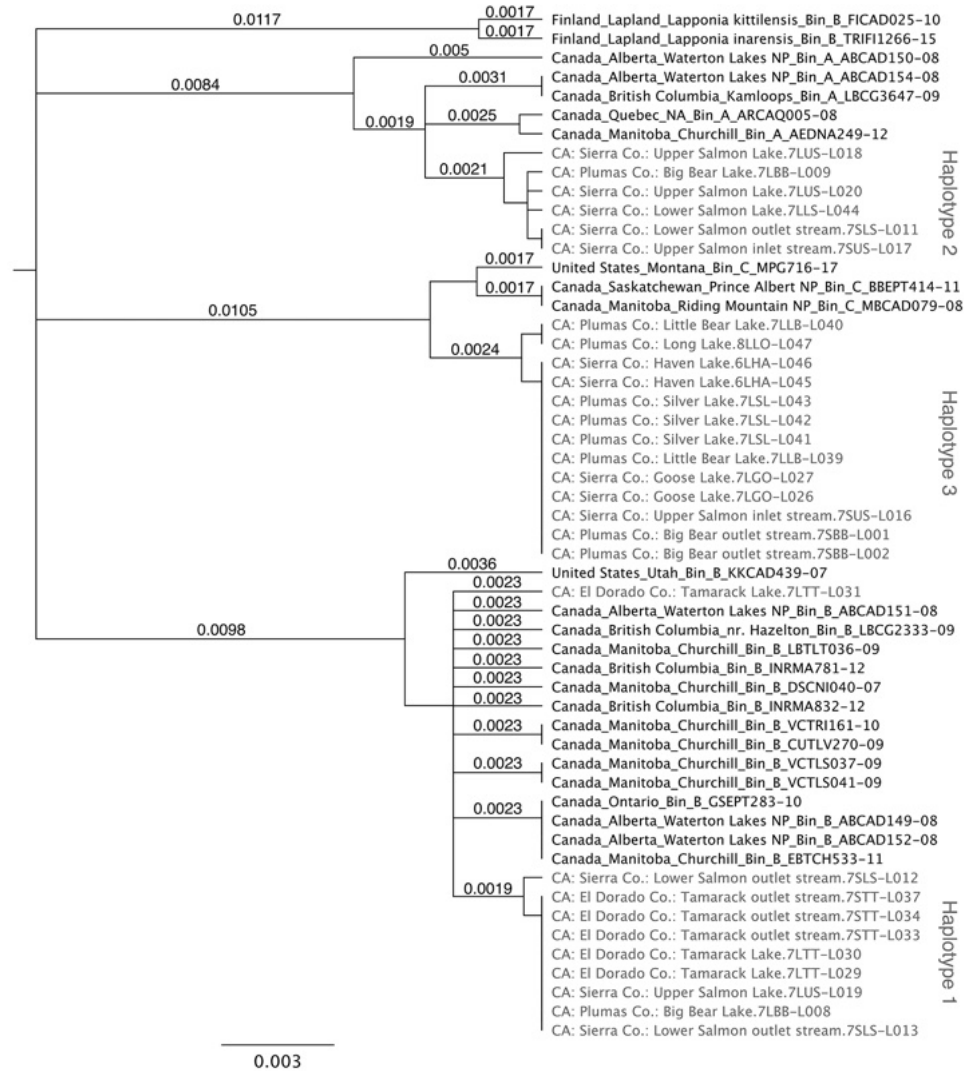 0.0117
0.0017
Finland_Lapland_Lapponia kittilensis_Bin_B_FICAD025-10
0.0017
Finland_Lapland_Lapponia inarensis_Bin_B_TRIFI1266-15
0.005
Canada_Alberta_Waterton Lakes NP_Bin_A_ABCAD150-08
0.0084
0.0031
Canada_Alberta_Waterton Lakes NP_Bin_A_ABCAD154-08
Canada_British Columbia_Kamloops_Bin_A_LBCG3647-09
0.0019
0.0025
Canada_Quebec_NA_Bin_A_ARCAQ005-08
Canada_Manitoba_Churchill_Bin_A_AEDNA249-12
0.0021
CA: Sierra Co.: Upper Salmon Lake.7LUS-L018
CA: Plumas Co.: Big Bear Lake.7LBB-L009
CA: Sierra Co.: Upper Salmon Lake.7LUS-L020
CA: Sierra Co.: Lower Salmon Lake.7LLS-L044
CA: Sierra Co.: Lower Salmon outlet stream.7SLS-L011
CA: Sierra Co.: Upper Salmon inlet stream.7SUS-L017
Haplotype 2
0.0105
0.0017
United States_Montana_Bin_C_MPG716-17
0.0017
Canada_Saskatchewan_Prince Albert NP_Bin_C_BBEPT414-11
Canada_Manitoba_Riding Mountain NP_Bin_C_MBCAD079-08
0.0024
CA: Plumas Co.: Little Bear Lake.7LLB-L040
CA: Plumas Co.: Long Lake.8LLO-L047
CA: Sierra Co.: Haven Lake.6LHA-L046
CA: Sierra Co.: Haven Lake.6LHA-L045
CA: Plumas Co.: Silver Lake.7LSL-L043
CA: Plumas Co.: Silver Lake.7LSL-L042
CA: Plumas Co.: Silver Lake.7LSL-L041
CA: Plumas Co.: Little Bear Lake.7LLB-L039
CA: Sierra Co.: Goose Lake.7LGO-L027
CA: Sierra Co.: Goose Lake.7LGO-L026
CA: Sierra Co.: Upper Salmon inlet stream.7SUS-L016
CA: Plumas Co.: Big Bear outlet stream.7SBB-L001
CA: Plumas Co.: Big Bear outlet stream.7SBB-L002
Haplotype 3
0.0098
0.0036
United States_Utah_Bin_B_KKCAD439-07
0.0023
CA: El Dorado Co.: Tamarack Lake.7LTT-L031
0.0023
Canada_Alberta_Waterton Lakes NP_Bin_B_ABCAD151-08
0.0023
Canada_British Columbia_nr. Hazelton_Bin_B_LBCG2333-09
0.0023
Canada_Manitoba_Churchill_Bin_B_LBTLT036-09
0.0023
Canada_British Columbia_Bin_B_INRMA781-12
0.0023
Canada_Manitoba_Churchill_Bin_B_DSCNI040-07
0.0023
Canada_British Columbia_Bin_B_INRMA832-12
0.0023
Canada_Manitoba_Churchill_Bin_B_VCTRI161-10
Canada_Manitoba_Churchill_Bin_B_CUTLV270-09
0.0023
Canada_Manitoba_Churchill_Bin_B_VCTLS037-09
Canada_Manitoba_Churchill_Bin_B_VCTLS041-09
0.0023
Canada_Ontario_Bin_B_GSEPT283-10
Canada_Alberta_Waterton Lakes NP_Bin_B_ABCAD149-08
Canada_Alberta_Waterton Lakes NP_Bin_B_ABCAD152-08
Canada_Manitoba_Churchill_Bin_B_EBTCH533-11
0.0019
CA: Sierra Co.: Lower Salmon outlet stream.7SLS-L012
CA: El Dorado Co.: Tamarack outlet stream.7STT-L037
CA: El Dorado Co.: Tamarack outlet stream.7STT-L034
CA: El Dorado Co.: Tamarack outlet stream.7STT-L033
CA: El Dorado Co.: Tamarack Lake.7LTT-L030
CA: El Dorado Co.: Tamarack Lake.7LTT-L029
CA: Sierra Co.: Upper Salmon Lake.7LUS-L019
CA: Plumas Co.: Big Bear Lake.7LBB-L008
CA: Sierra Co.: Lower Salmon outlet stream.7SLS-L013
Haplotype 1
0.003